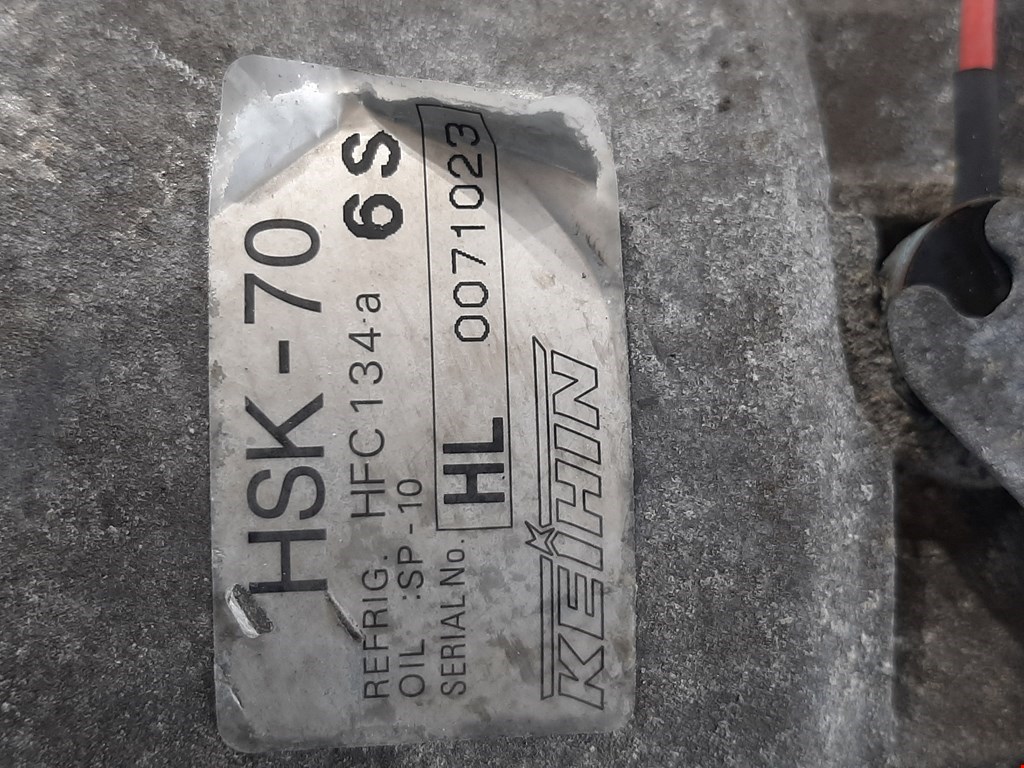 HSK-70
REFRIG. HFC134·a 6S
OIL :SP-10
SERIAL No. HL 0071023
KEIHIN